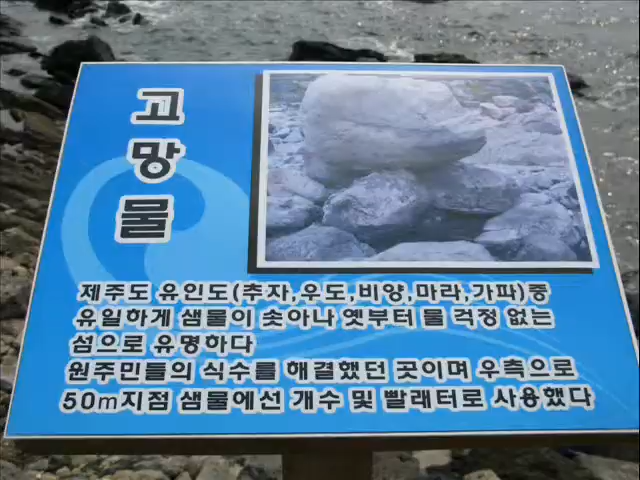 고망물
제주도 유인도(추자,우도,비양,마라,가파)중
유일하게 샘물이 솟아나 옛부터 물 걱정 없는
섬으로 유명하다
원주민들의 식수를 해결했던 곳이며 우측으로
50m지점 샘물에선 개수 및 빨래터로 사용했다